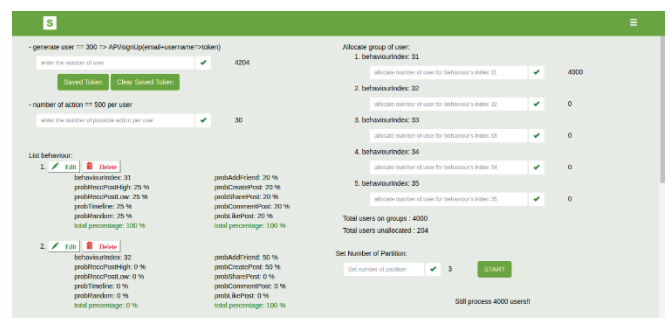 S
- generate user == 300 => API/signUp(email+username=>token)
enter the number of user
4204
Saved Token
Clear Saved Token
- number of action == 500 per user
enter the number of possible action per user
30
List behaviour:
1. Edit Delete
behaviourIndex: 31
probReccPostHigh: 25 %
probReccPostLow: 25 %
probTimeline: 25 %
probRandom: 25 %
total percentage: 100 %
probAddFriend: 20 %
probCreatePost: 20 %
probSharePost: 20 %
probCommentPost: 20 %
probLikePost: 20 %
total percentage: 100 %
2. Edit Delete
behaviourIndex: 32
probReccPostHigh: 0 %
probReccPostLow: 0 %
probTimeline: 0 %
probRandom: 0 %
total percentage: 0 %
probAddFriend: 50 %
probCreatePost: 50 %
probSharePost: 0 %
probCommentPost: 0 %
probLikePost: 0 %
total percentage: 100 %
Allocate group of user:
1. behaviourIndex: 31
allocate number of user for behaviour's index 31
4000
2. behaviourIndex: 32
allocate number of user for behaviour's index 32
0
3. behaviourIndex: 33
allocate number of user for behaviour's index 33
0
4. behaviourIndex: 34
allocate number of user for behaviour's index 34
0
5. behaviourIndex: 35
allocate number of user for behaviour's index 35
0
Total users on groups : 4000
Total users unallocated : 204
Set Number of Partition:
Set number of partition
3
START
Still process 4000 users!!